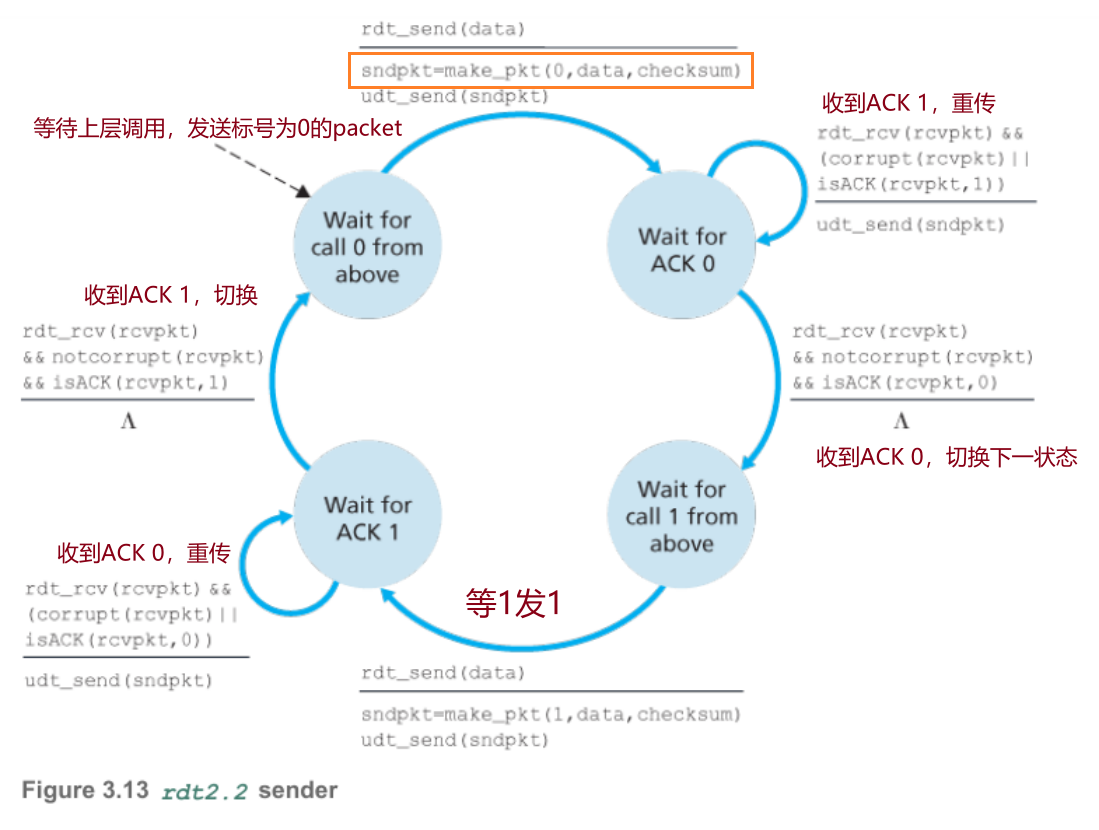 rdt_send(data)
sndpkt=make_pkt(0,data,checksum)
udt_send(sndpkt)
等待上层调用，发送标号为0的packet
收到ACK 1，重传
rdt_rcv(rcvpkt) &&
(corrupt(rcvpkt)||
isACK(rcvpkt,1))
udt_send(sndpkt)
Wait for
call 0 from
above
Wait for
ACK 0
收到ACK 1，切换
rdt_rcv(rcvpkt)
&& notcorrupt(rcvpkt)
&& isACK(rcvpkt,1)
Λ
rdt_rcv(rcvpkt)
&& notcorrupt(rcvpkt)
&& isACK(rcvpkt,0)
Λ
收到ACK 0，切换下一状态
Wait for
ACK 1
Wait for
call 1 from
above
收到ACK 0，重传
rdt_rcv(rcvpkt) &&
(corrupt(rcvpkt)||
isACK(rcvpkt,0))
udt_send(sndpkt)
等1发1
rdt_send(data)
sndpkt=make_pkt(1,data,checksum)
udt_send(sndpkt)
Figure 3.13 rdt2.2 sender